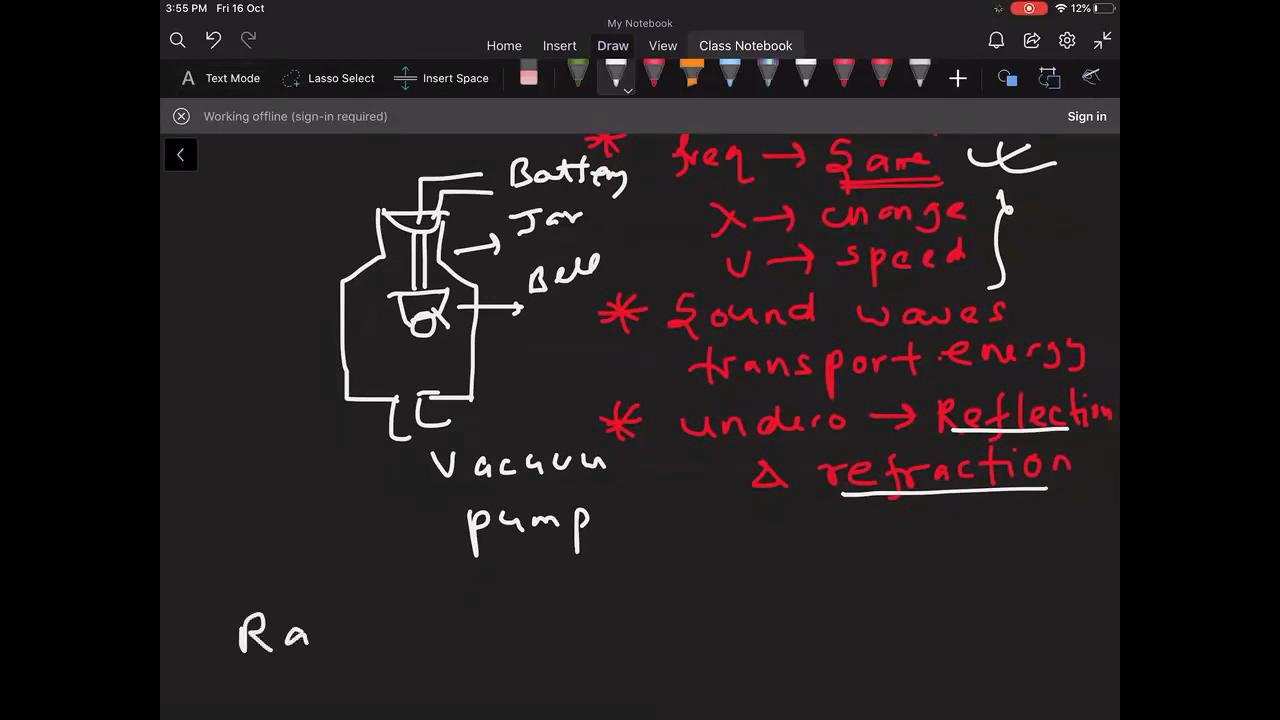 3:55 PM Fri 16 Oct
12%
My Notebook
Home Insert Draw View Class Notebook
Text Mode Lasso Select Insert Space
Working offline (sign-in required) Sign in
Battery
Jar
Bell
Vacuum
pump
Ra
* freq → Same
λ → change
v → speed
* Sound waves
transport energy
* undero → Reflection
Δ refraction